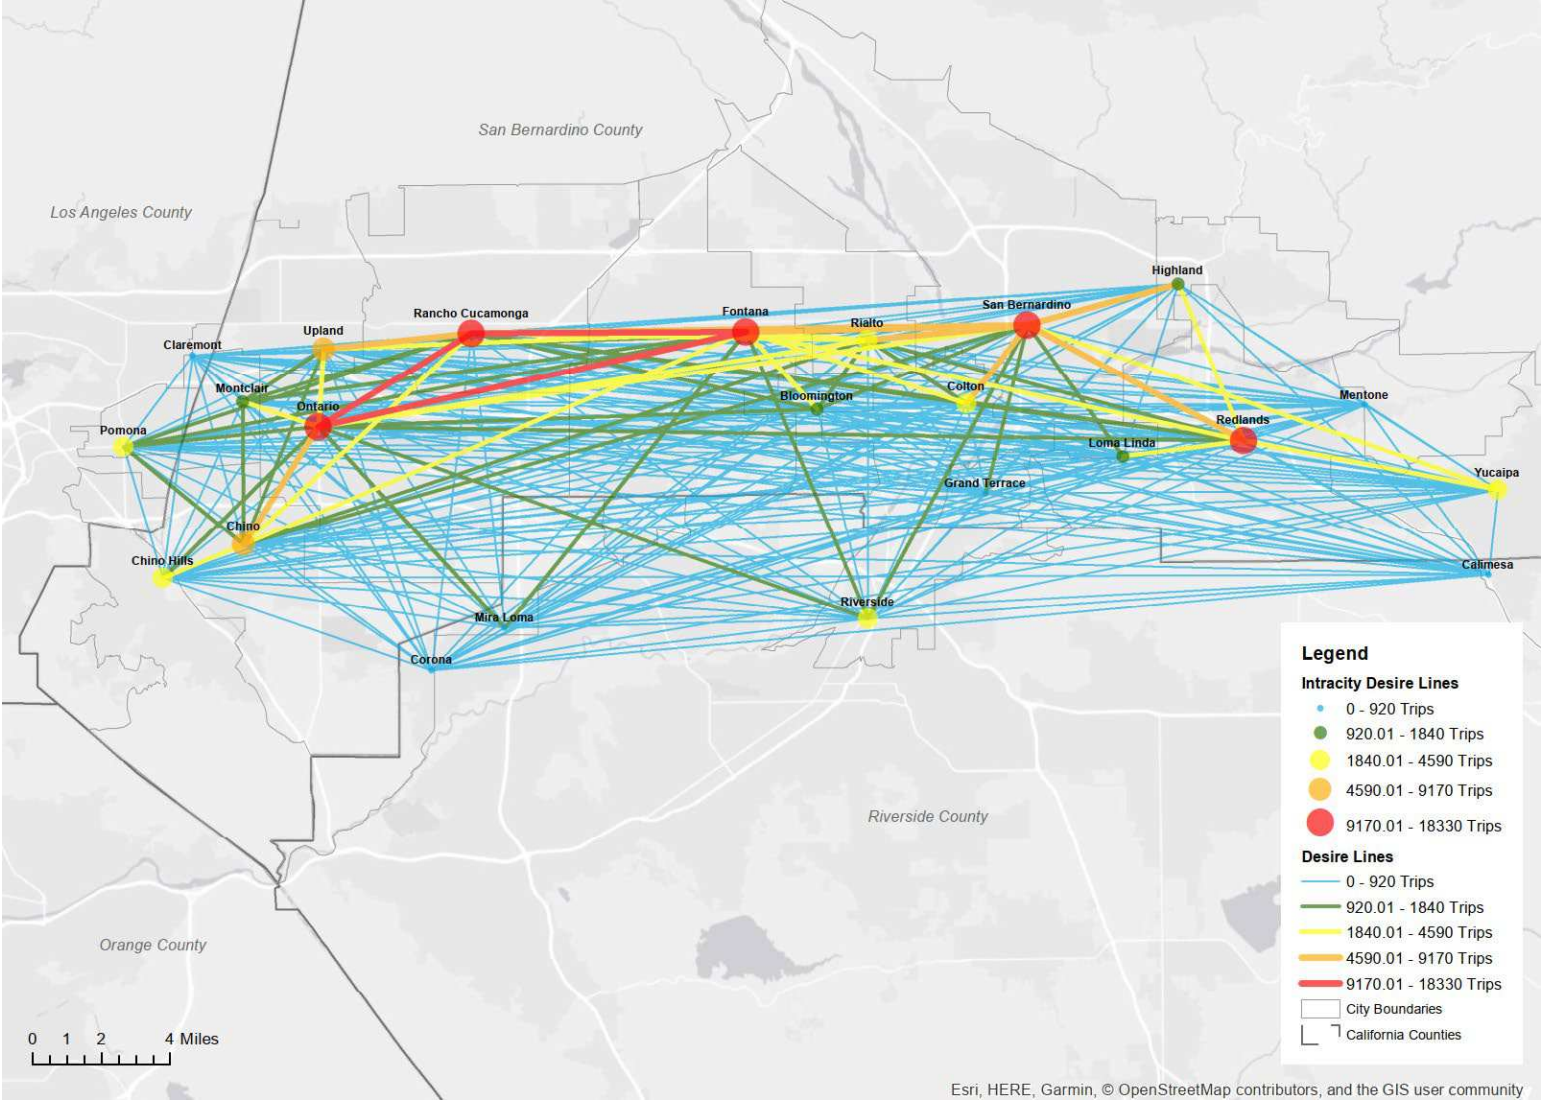 San Bernardino County
Los Angeles County
Highland
San Bernardino
Fontana
Rancho Cucamonga
Rialto
Upland
Claremont
Colton
Montclair
Bloomington
Mentone
Ontario
Redlands
Pomona
Loma Linda
Yucaipa
Grand Terrace
Chino
Chino Hills
Calimesa
Riverside
Mira Loma
Corona
Riverside County
Orange County
Legend
Intracity Desire Lines
0 - 920 Trips
920.01 - 1840 Trips
1840.01 - 4590 Trips
4590.01 - 9170 Trips
9170.01 - 18330 Trips
Desire Lines
0 - 920 Trips
920.01 - 1840 Trips
1840.01 - 4590 Trips
4590.01 - 9170 Trips
9170.01 - 18330 Trips
City Boundaries
California Counties
0 1 2 4 Miles
Esri, HERE, Garmin, © OpenStreetMap contributors, and the GIS user community